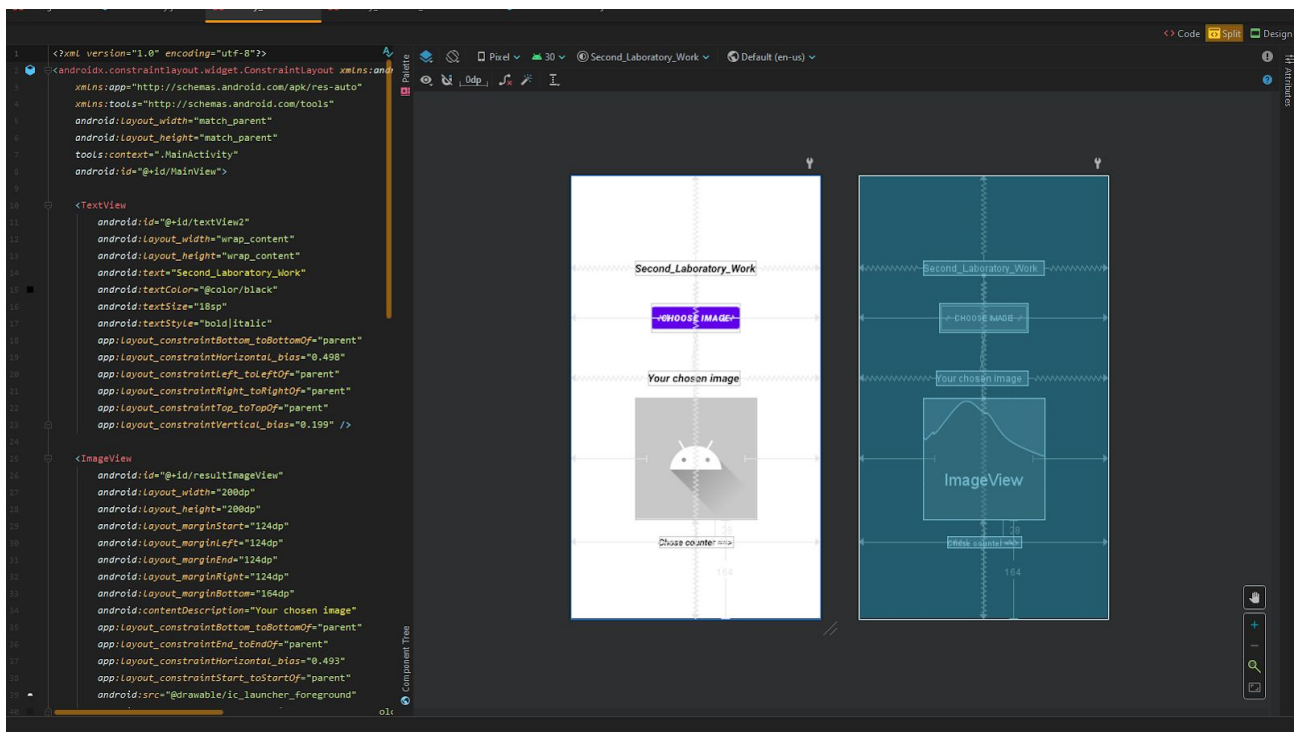 Code Split Design
Pixel 30 Second_Laboratory_Work Default (en-us)
0dp
Palette
Attributes
Component Tree
1 <?xml version="1.0" encoding="utf-8"?>
<androidx.constraintlayout.widget.ConstraintLayout xmlns:andr
xmlns:app="http://schemas.android.com/apk/res-auto"
xmlns:tools="http://schemas.android.com/tools"
android:layout_width="match_parent"
android:layout_height="match_parent"
tools:context=".MainActivity"
android:id="@+id/MainView">
<TextView
android:id="@+id/textView2"
android:layout_width="wrap_content"
android:layout_height="wrap_content"
android:text="Second_Laboratory_Work"
android:textColor="@color/black"
android:textSize="18sp"
android:textStyle="bold|italic"
app:layout_constraintBottom_toBottomOf="parent"
app:layout_constraintHorizontal_bias="0.498"
app:layout_constraintLeft_toLeftOf="parent"
app:layout_constraintRight_toRightOf="parent"
app:layout_constraintTop_toTopOf="parent"
app:layout_constraintVertical_bias="0.199" />
<ImageView
android:id="@+id/resultImageView"
android:layout_width="200dp"
android:layout_height="200dp"
android:layout_marginStart="124dp"
android:layout_marginLeft="124dp"
android:layout_marginEnd="124dp"
android:layout_marginRight="124dp"
android:layout_marginBottom="164dp"
android:contentDescription="Your chosen image"
app:layout_constraintBottom_toBottomOf="parent"
app:layout_constraintEnd_toEndOf="parent"
app:layout_constraintHorizontal_bias="0.493"
app:layout_constraintStart_toStartOf="parent"
android:src="@drawable/ic_launcher_foreground"
Second_Laboratory_Work
CHOOSE IMAGE
Your chosen image
28
Chose counter ==>
164
Second_Laboratory_Work
CHOOSE IMAGE
Your chosen image
ImageView
28
Chose counter ==>
164